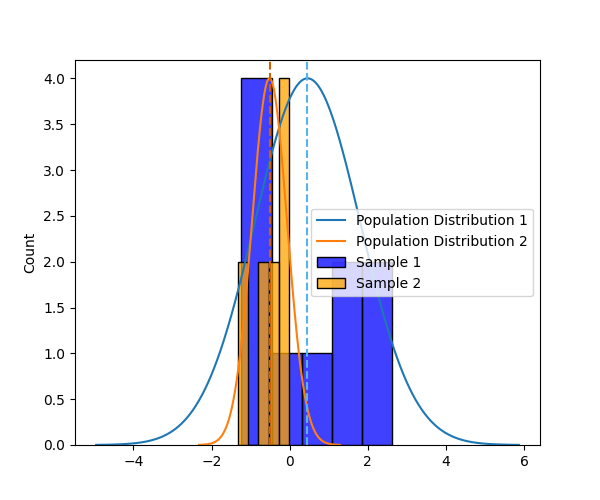 4.0
3.5
3.0
2.5
2.0
1.5
1.0
0.5
0.0
Count
Population Distribution 1
Population Distribution 2
Sample 1
Sample 2
−4 −2 0 2 4 6